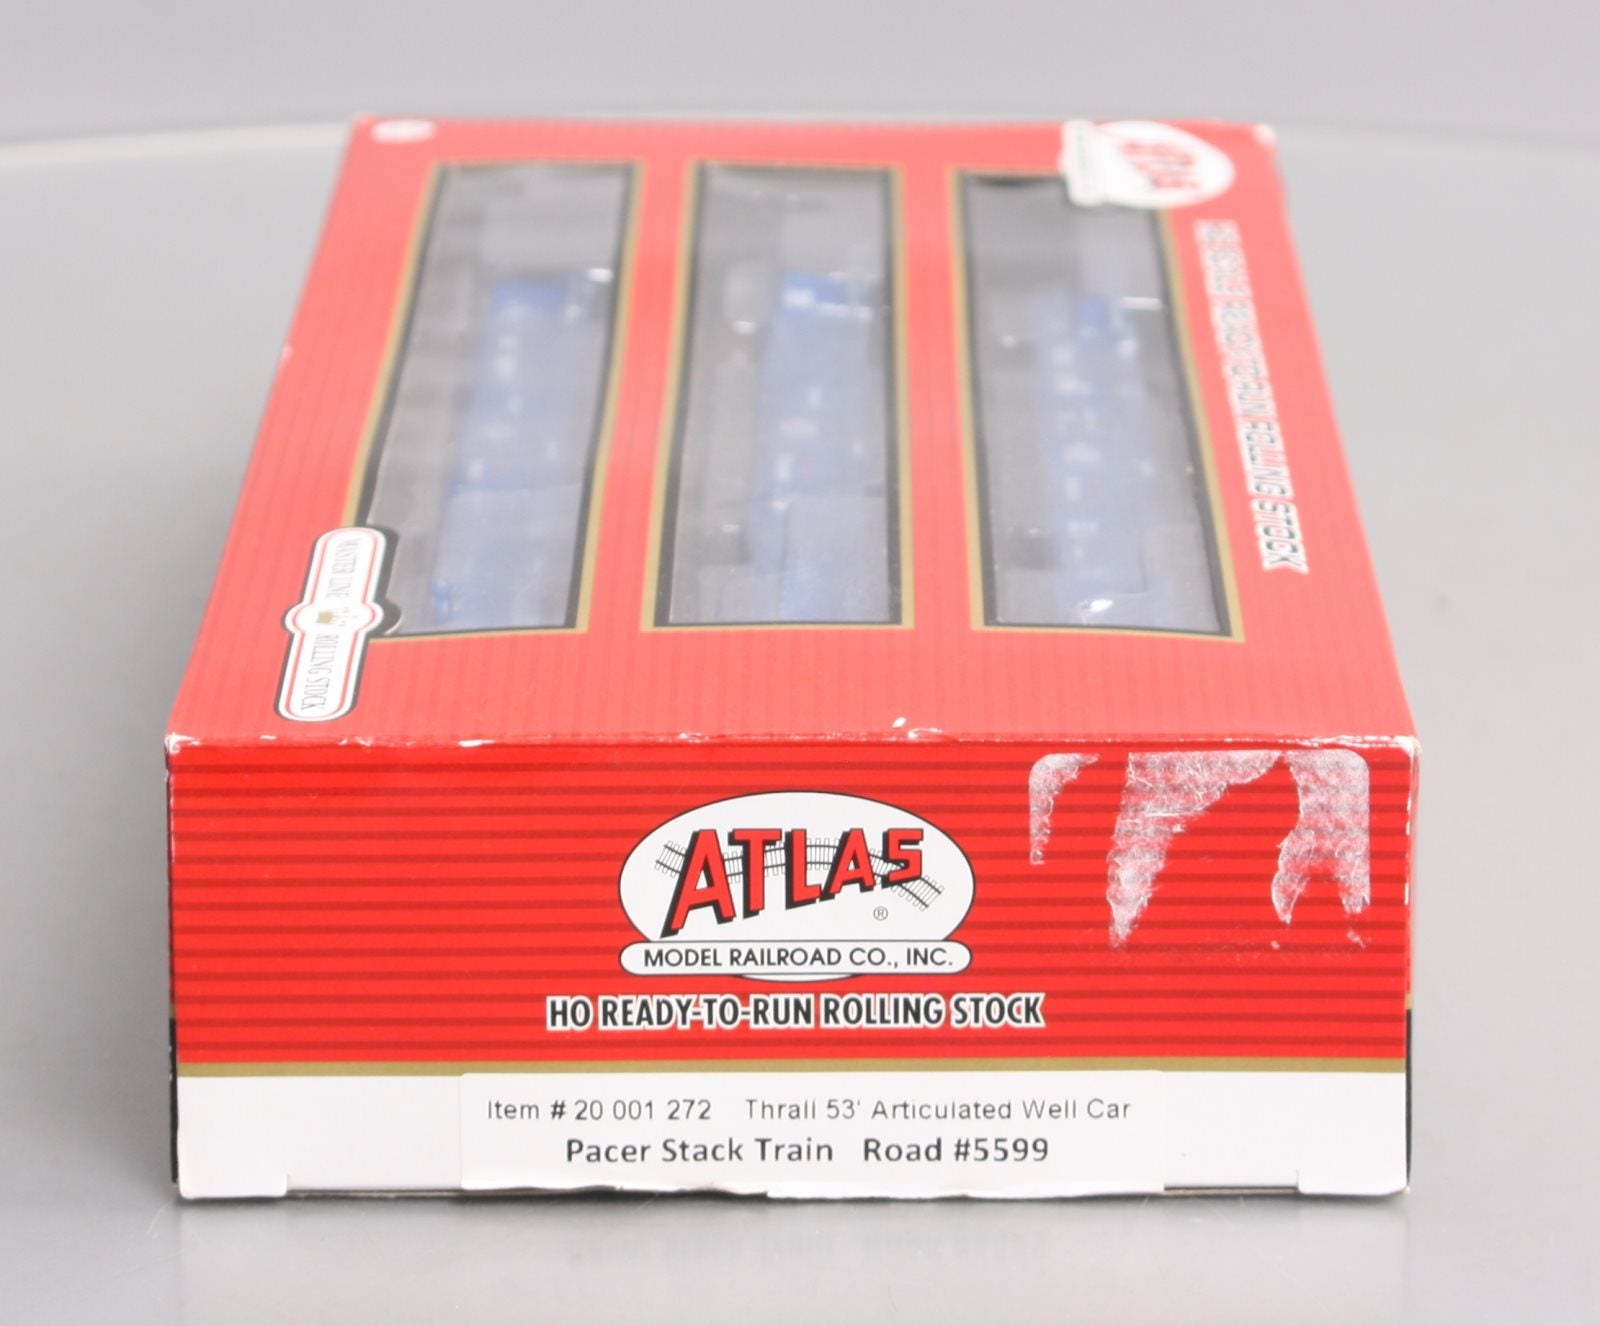 HO READY-TO-RUN ROLLING STOCK
MASTER LINE ROLLING STOCK
ATLAS ®
MODEL RAILROAD CO., INC.
HO READY-TO-RUN ROLLING STOCK
Item # 20 001 272 Thrall 53' Articulated Well Car
Pacer Stack Train Road #5599